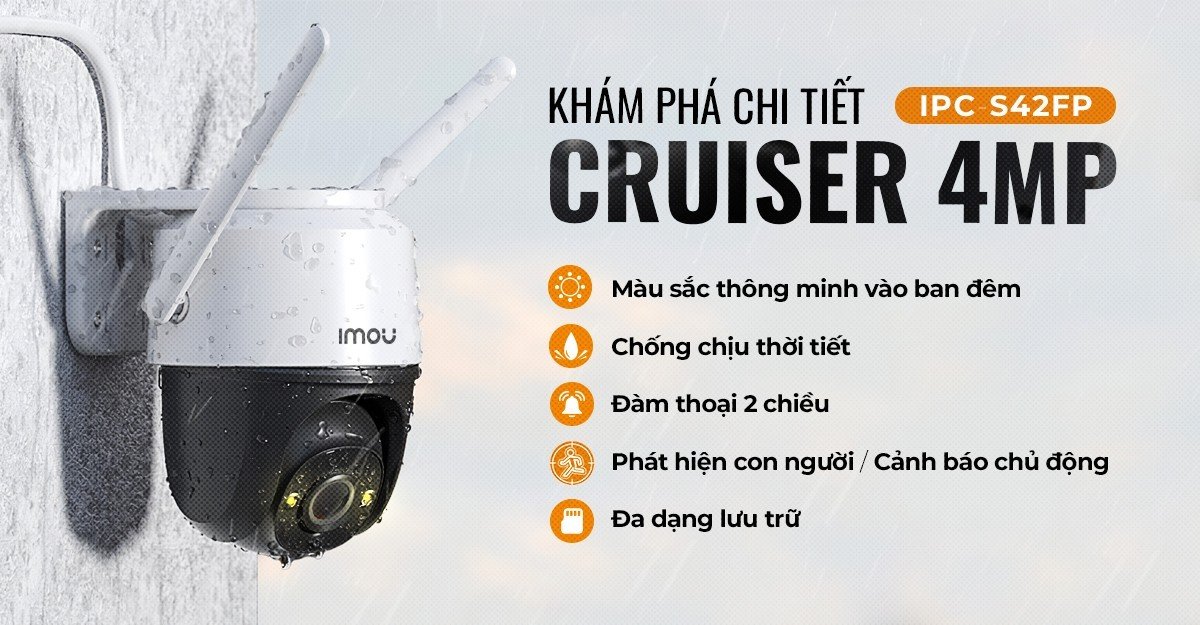 KHÁM PHÁ CHI TIẾT IPC-S42FP
CRUISER 4MP
imou
Màu sắc thông minh vào ban đêm
Chống chịu thời tiết
Đàm thoại 2 chiều
Phát hiện con người / Cảnh báo chủ động
Đa dạng lưu trữ